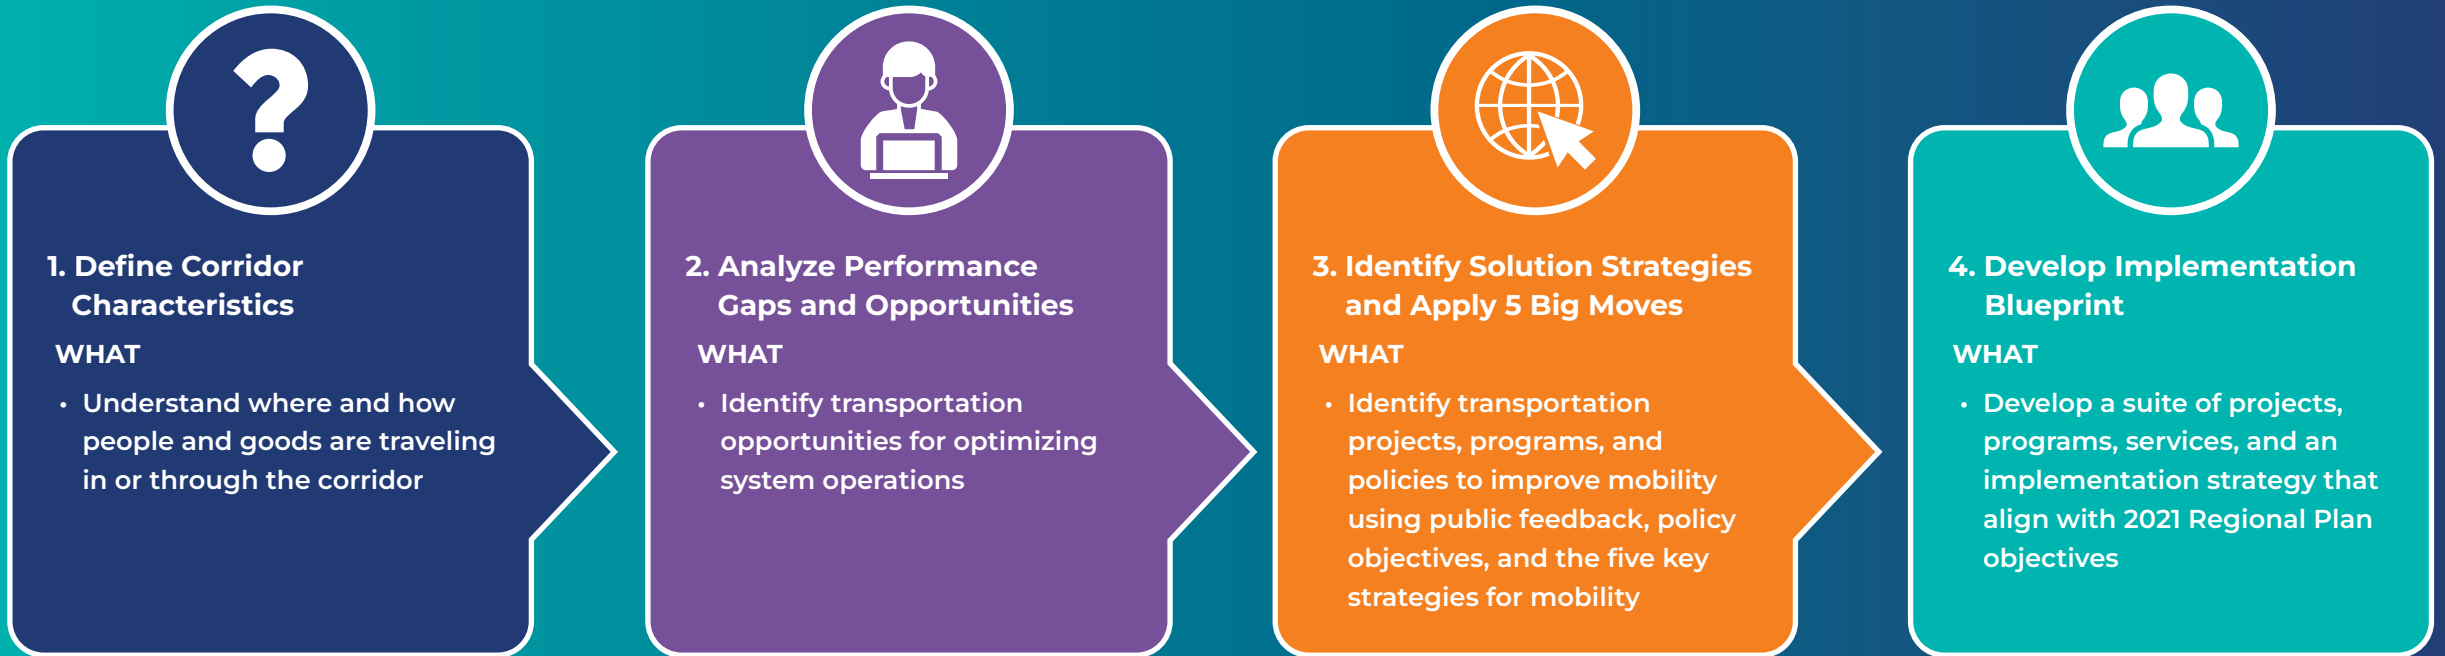 1. Define Corridor
Characteristics
WHAT
• Understand where and how
people and goods are traveling
in or through the corridor
2. Analyze Performance
Gaps and Opportunities
WHAT
• Identify transportation
opportunities for optimizing
system operations
3. Identify Solution Strategies
and Apply 5 Big Moves
WHAT
• Identify transportation
projects, programs, and
policies to improve mobility
using public feedback, policy
objectives, and the five key
strategies for mobility
4. Develop Implementation
Blueprint
WHAT
• Develop a suite of projects,
programs, services, and an
implementation strategy that
align with 2021 Regional Plan
objectives